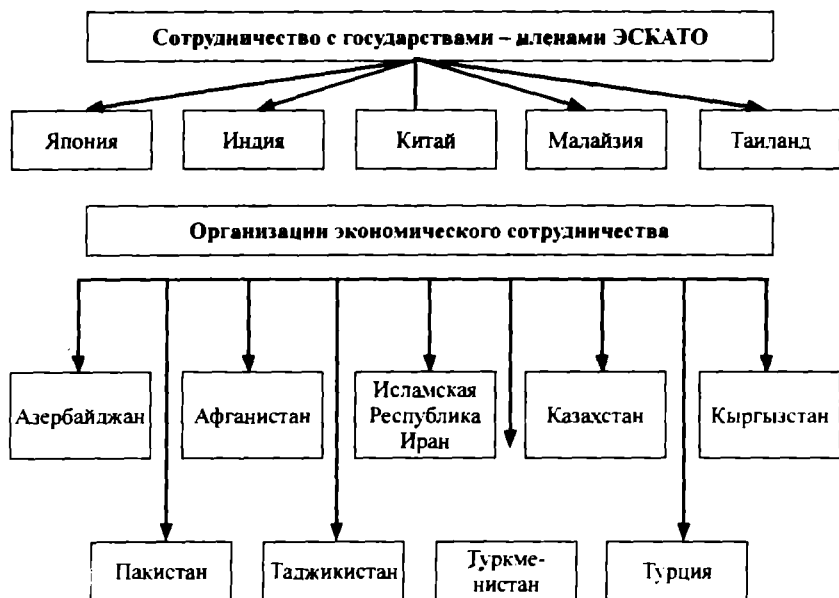 Сотрудничество с государствами – членами ЭСКАТО
Япония
Индия
Китай
Малайзия
Таиланд
Организации экономического сотрудничества
Азербайджан
Афганистан
Исламская
Республика
Иран
Казахстан
Кыргызстан
Пакистан
Таджикистан
Туркме-
нистан
Турция